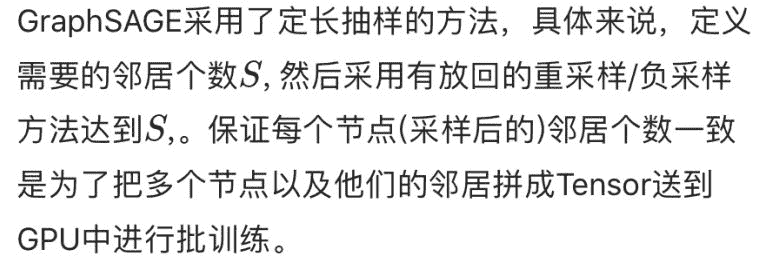 GraphSAGE采用了定长抽样的方法，具体来说，定义
需要的邻居个数S, 然后采用有放回的重采样/负采样
方法达到S,。保证每个节点(采样后的)邻居个数一致
是为了把多个节点以及他们的邻居拼成Tensor送到
GPU中进行批训练。